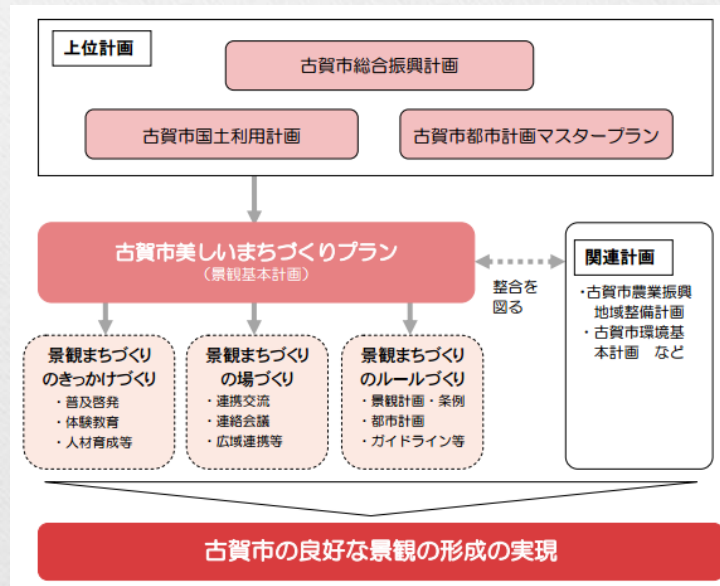 上位計画
古賀市総合振興計画
古賀市国土利用計画
古賀市都市計画マスタープラン
古賀市美しいまちづくりプラン
（景観基本計画）
整合を
図る
関連計画
・古賀市農業振興
地域整備計画
・古賀市環境基
本計画　など
景観まちづくり
のきっかけづくり
・普及啓発
・体験教育
・人材育成等
景観まちづくり
の場づくり
・連携交流
・連絡会議
・広域連携等
景観まちづくり
のルールづくり
・景観計画・条例
・都市計画
・ガイドライン等
古賀市の良好な景観の形成の実現